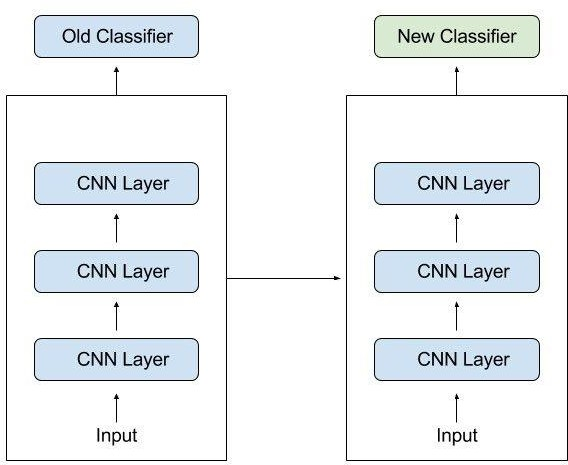 Old Classifier
CNN Layer
CNN Layer
CNN Layer
Input
New Classifier
CNN Layer
CNN Layer
CNN Layer
Input